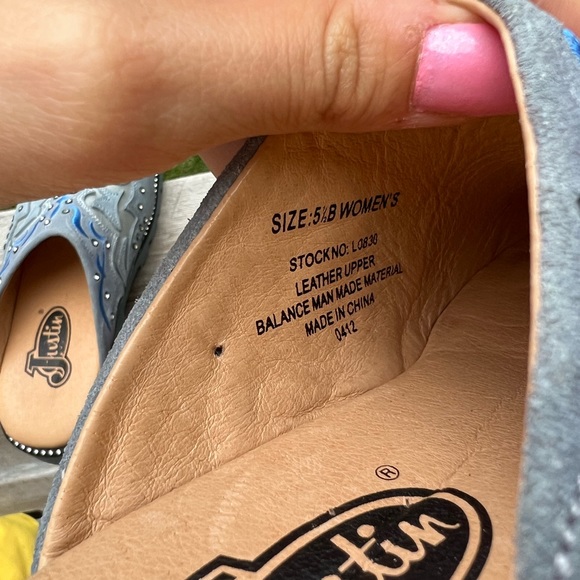 SIZE: 5½B WOMEN'S
STOCK NO: L0830
LEATHER UPPER
BALANCE MAN MADE MATERIAL
MADE IN CHINA
0412
Justin
®
Justin